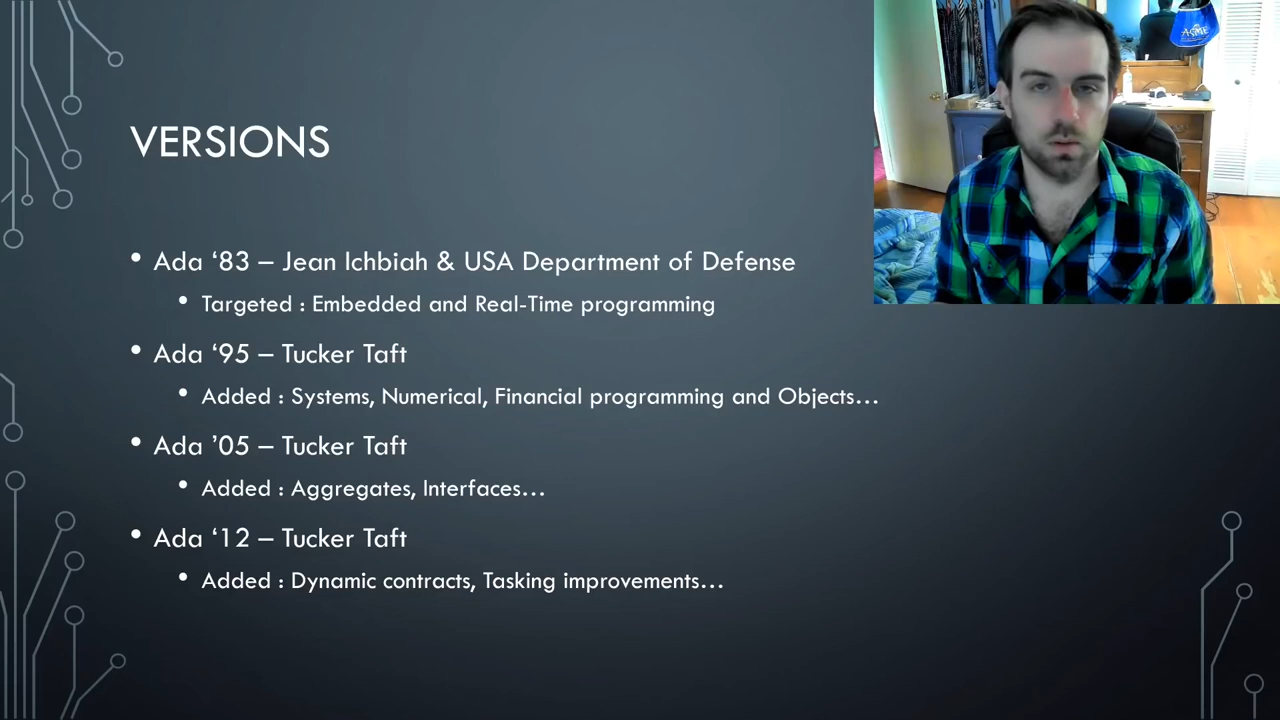 VERSIONS
• Ada ‘83 – Jean Ichbiah & USA Department of Defense
• Targeted : Embedded and Real-Time programming
• Ada ‘95 – Tucker Taft
• Added : Systems, Numerical, Financial programming and Objects…
• Ada ’05 – Tucker Taft
• Added : Aggregates, Interfaces…
• Ada ‘12 – Tucker Taft
• Added : Dynamic contracts, Tasking improvements…